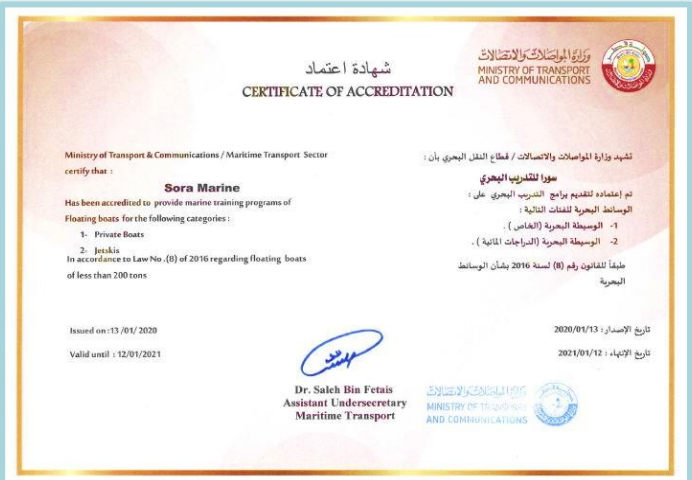 شهادة اعتماد
CERTIFICATE OF ACCREDITATION
وزارة المواصلات والاتصالات
MINISTRY OF TRANSPORT
AND COMMUNICATIONS
Ministry of Transport & Communications / Maritime Transport Sector
certify that :
Sora Marine
Has been accredited to provide marine training programs of
Floating boats for the following categories :
1- Private Boats
2- Jetskis
In accordance to Law No .(8) of 2016 regarding floating boats
of less than 200 tons
تشهد وزارة المواصلات والاتصالات / قطاع النقل البحري بأن :
سورا للتدريب البحري
تم إعتماده لتقديم برامج التدريب البحري على :
الوسائط البحرية للفئات التالية :
1- الوسيطة البحرية (الخاص ) .
2- الوسيطة البحرية (الدراجات المائية ) .
طبقاً للقانون رقم (8) لسنة 2016 بشأن الوسائط
البحرية
Issued on :13 /01/ 2020
Valid until : 12/01/2021
تاريخ الإصدار : 2020/01/13
تاريخ الإنتهاء : 2021/01/12
Dr. Saleh Bin Fetais
Assistant Undersecretary
Maritime Transport
وزارة المواصلات والاتصالات
MINISTRY OF TRANSPORT
AND COMMUNICATIONS